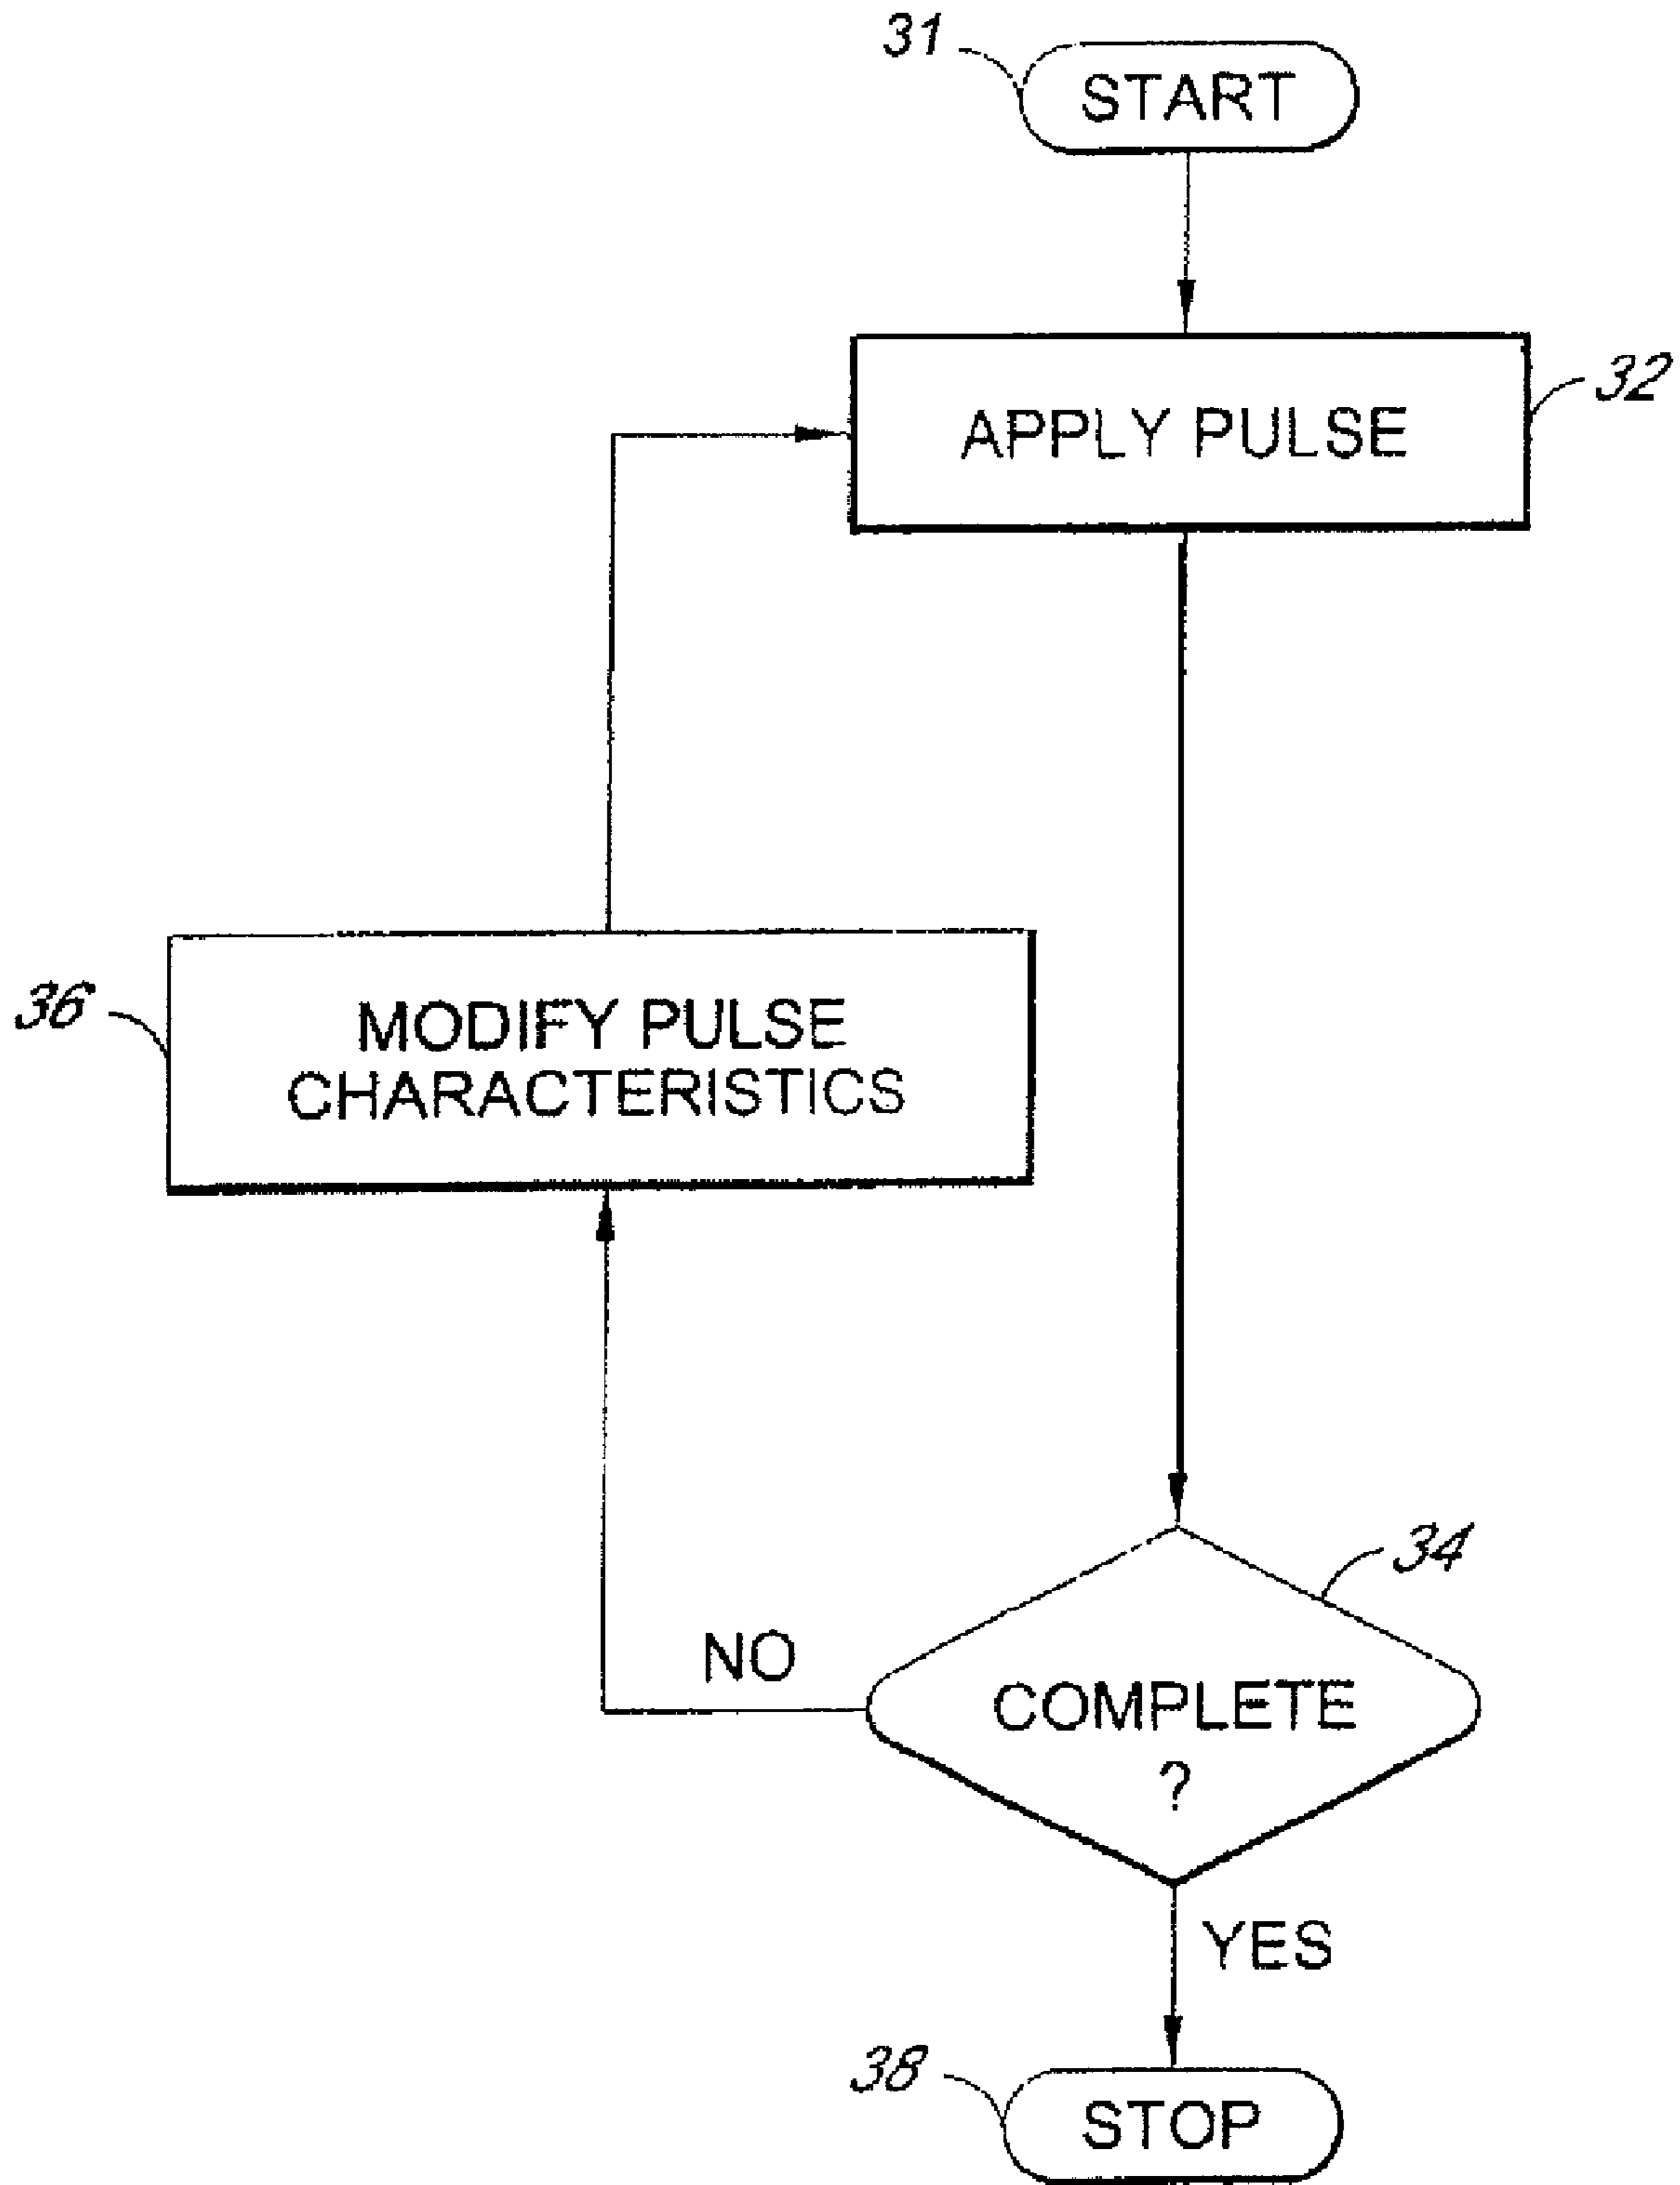 31
START
32
APPLY PULSE
36
MODIFY PULSE
CHARACTERISTICS
34
NO
COMPLETE
?
YES
38
STOP